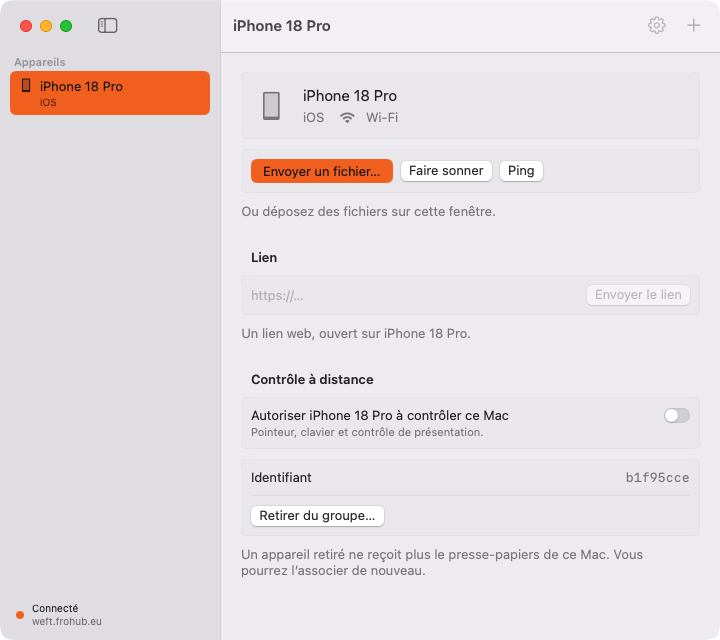 iPhone 18 Pro
Appareils
iPhone 18 Pro
iOS
iPhone 18 Pro
iOS Wi-Fi
Envoyer un fichier... Faire sonner Ping
Ou déposez des fichiers sur cette fenêtre.
Lien
https://... Envoyer le lien
Un lien web, ouvert sur iPhone 18 Pro.
Contrôle à distance
Autoriser iPhone 18 Pro à contrôler ce Mac
Pointeur, clavier et contrôle de présentation.
Identifiant b1f95cce
Retirer du groupe...
Un appareil retiré ne reçoit plus le presse-papiers de ce Mac. Vous
pourrez l’associer de nouveau.
Connecté
weft.frohub.eu